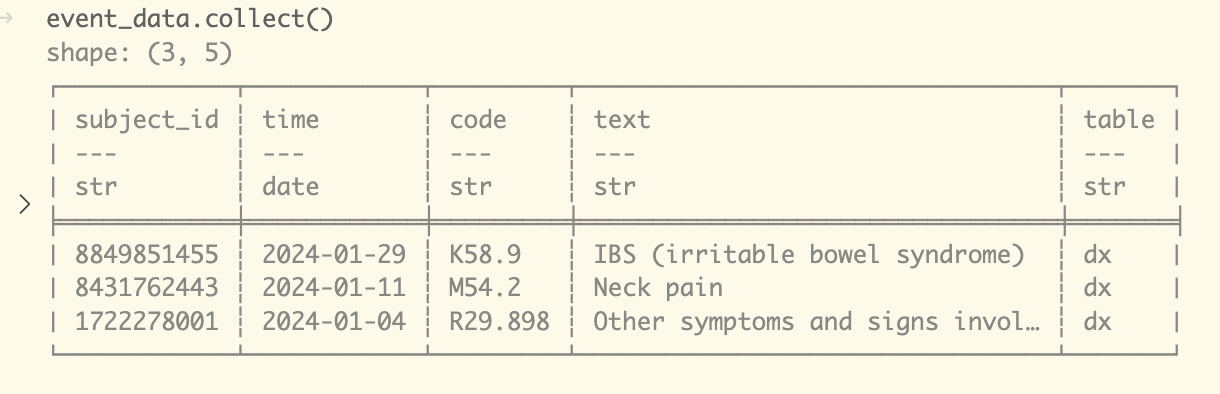 event_data.collect()
shape: (3, 5)
subject_id time code text table
--- --- --- --- ---
str date str str str
8849851455 2024-01-29 K58.9 IBS (irritable bowel syndrome) dx
8431762443 2024-01-11 M54.2 Neck pain dx
1722278001 2024-01-04 R29.898 Other symptoms and signs invol… dx